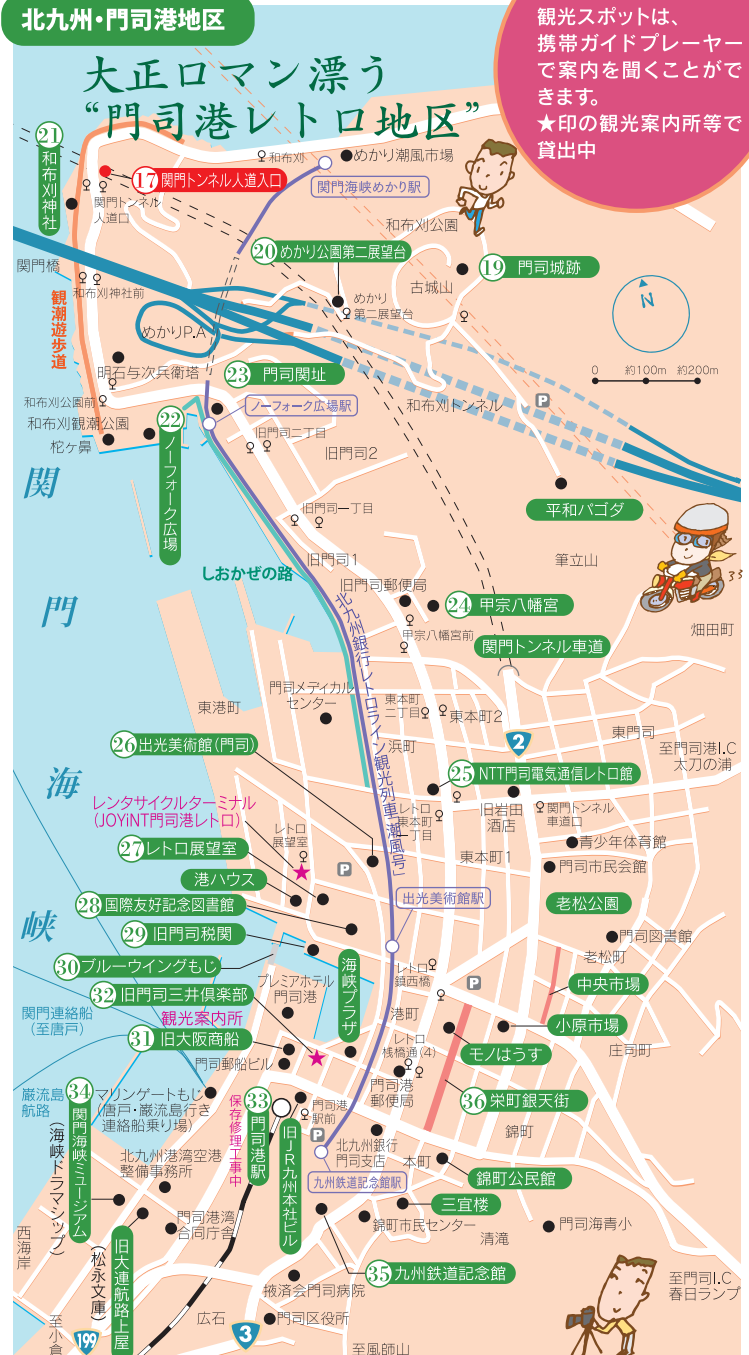 北九州・門司港地区
大正ロマン漂う
“門司港レトロ地区”
観光スポットは、
携帯ガイドプレーヤー
で案内を聞くことがで
きます。
★印の観光案内所等で
貸出中
21 和布刈神社
17 関門トンネル人道入口
関門トンネル
人道口
和布刈
めかり潮風市場
関門海峡めかり駅
和布刈公園
20 めかり公園第二展望台
19 門司城跡
古城山
めかり
第二展望台
関門橋
和布刈神社前
観潮遊歩道
めかりP.A
明石与次兵衛塔
N
0 約100m 約200m
23 門司関址
和布刈公園前
和布刈観潮公園
柁ヶ鼻
ノーフォーク広場駅
和布刈トンネル
P
22 ノーフォーク広場
旧門司二丁目
旧門司2
平和パゴダ
旧門司一丁目
旧門司1
しおかぜの路
筆立山
旧門司郵便局
24 甲宗八幡宮
甲宗八幡宮前
畑田町
関門トンネル車道
北九州銀行レトロライン観光列車「潮風号」
関門海峡
門司メディカル
センター
東港町
東本町
二丁目
東本町2
2
東門司
至門司港I.C
太刀の浦
浜町
26 出光美術館(門司)
25 NTT門司電気通信レトロ館
レンタサイクルターミナル
(JOYiNT門司港レトロ)
レトロ
展望室
レトロ
東本町
一丁目
旧岩田
酒店
関門トンネル
車道口
27 レトロ展望室
P
東本町1
青少年体育館
門司市民会館
港ハウス
28 国際友好記念図書館
出光美術館駅
老松公園
29 旧門司税関
門司図書館
老松町
30 ブルーウイングもじ
海峡プラザ
レトロ
鎮西橋
P
中央市場
32 旧門司三井倶楽部
プレミアホテル
門司港
港町
小原市場
関門連絡船
(至唐戸)
観光案内所
31 旧大阪商船
レトロ
桟橋通(4)
モノはうす
庄司町
門司郵船ビル
門司港
郵便局
巌流島
航路
34 関門海峡ミュージアム
(海峡ドラマシップ)
マリンゲートもじ
(唐戸・巌流島行き
連絡船乗り場)
保存修理工事中
33 門司港駅
門司港
駅前
P
旧JR九州本社ビル
36 栄町銀天街
錦町
北九州銀行
門司支店
本町
北九州港湾空港
整備事務所
九州鉄道記念館駅
錦町公民館
三宜楼
門司港湾
合同庁舎
錦町市民センター
清滝
門司海青小
西海岸
旧大連航路上屋
(松永文庫)
35 九州鉄道記念館
掖済会門司病院
至門司I.C
春日ランプ
至小倉
199
広石
3
門司区役所
至風師山